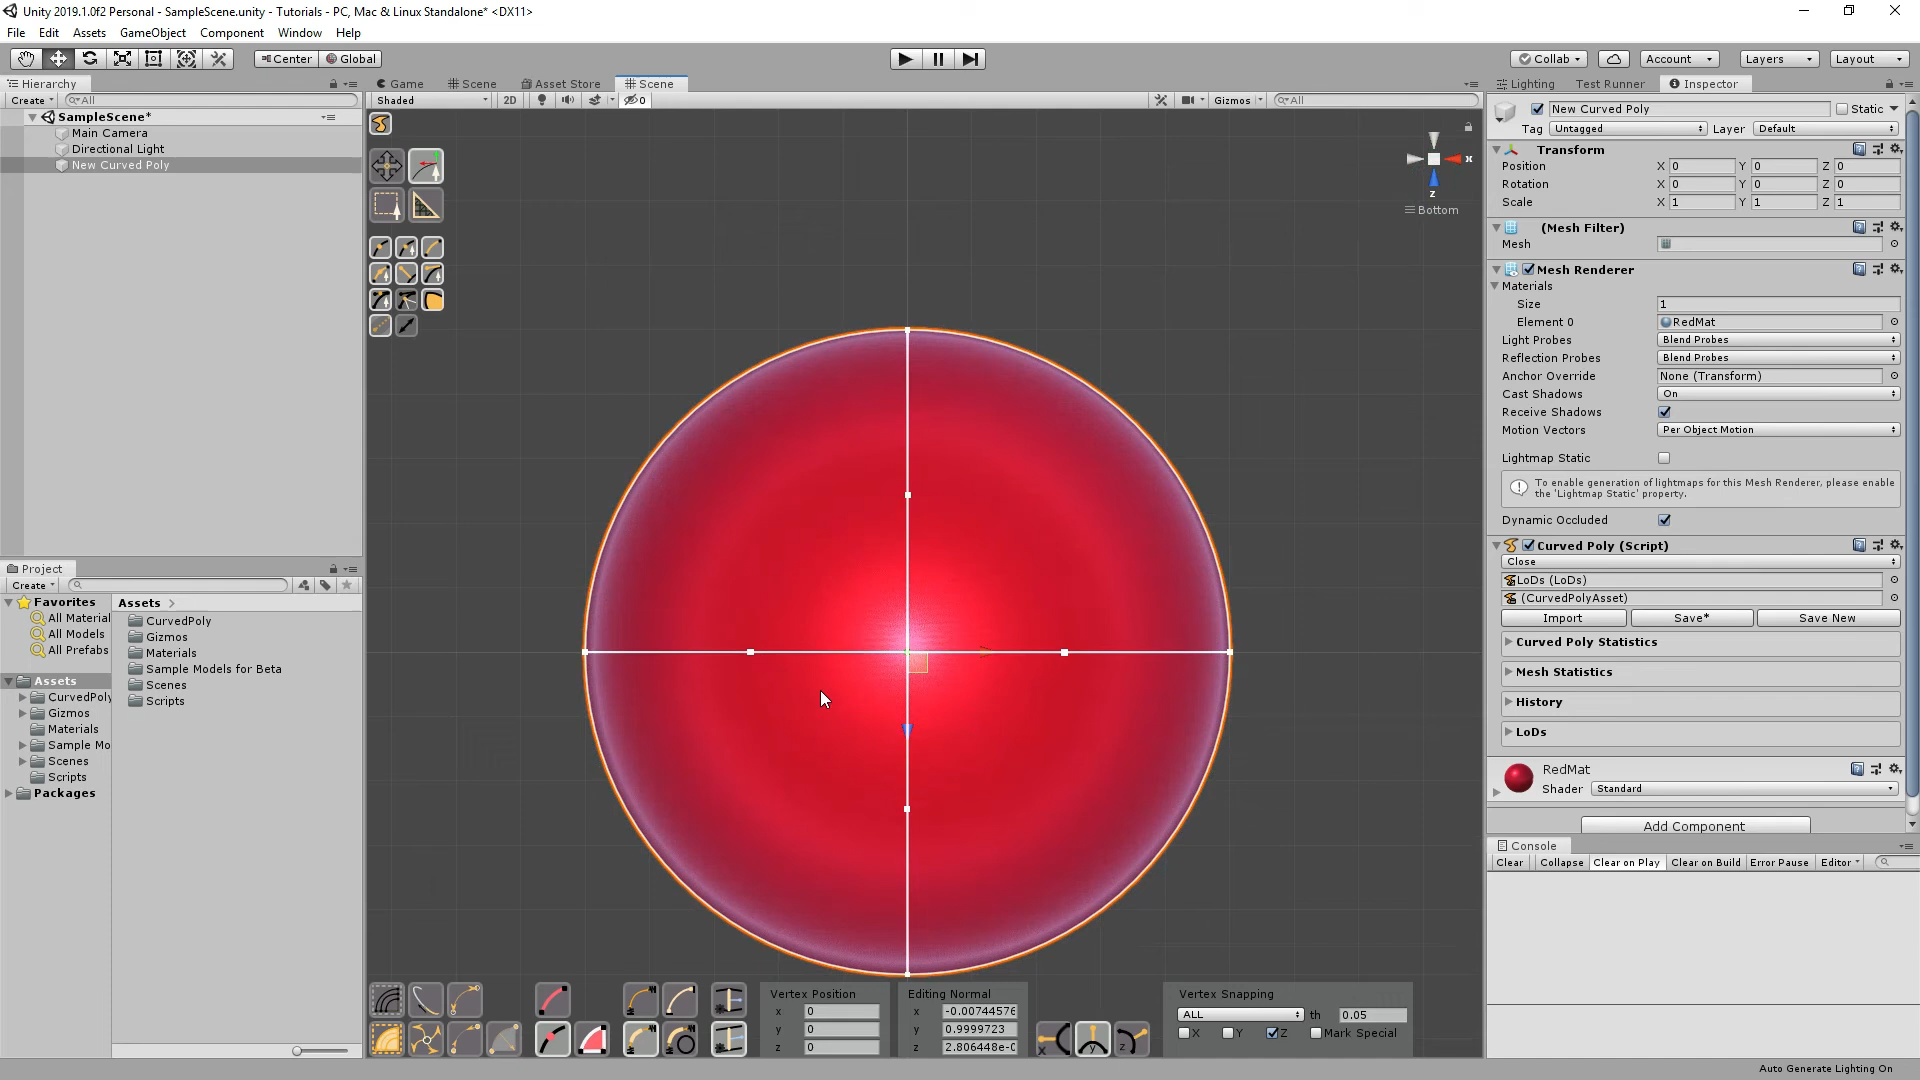 Unity 2019.1.0f2 Personal - SampleScene.unity - Tutorials - PC, Mac & Linux Standalone* <DX11>
File Edit Assets GameObject Component Window Help
Center Global Collab Account Layers Layout
Hierarchy Game Scene Asset Store Scene Lighting Test Runner Inspector
Create All Shaded 2D 0 Gizmos All
SampleScene*
Main Camera
Directional Light
New Curved Poly
x
z
Bottom
New Curved Poly Static
Tag Untagged Layer Default
Transform
Position X 0 Y 0 Z 0
Rotation X 0 Y 0 Z 0
Scale X 1 Y 1 Z 1
(Mesh Filter)
Mesh
Mesh Renderer
Materials
Size 1
Element 0 RedMat
Light Probes Blend Probes
Reflection Probes Blend Probes
Anchor Override None (Transform)
Cast Shadows On
Receive Shadows
Motion Vectors Per Object Motion
Lightmap Static
To enable generation of lightmaps for this Mesh Renderer, please enable
the 'Lightmap Static' property.
Dynamic Occluded
Curved Poly (Script)
Close
LoDs (LoDs)
(CurvedPolyAsset)
Import Save* Save New
Curved Poly Statistics
Mesh Statistics
History
LoDs
RedMat
Shader Standard
Add Component
Project
Create
Favorites
All Material
All Models
All Prefabs
Assets
CurvedPoly
Gizmos
Materials
Sample Mo
Scenes
Scripts
Packages
Assets
CurvedPoly
Gizmos
Materials
Sample Models for Beta
Scenes
Scripts
Console
Clear Collapse Clear on Play Clear on Build Error Pause Editor
Vertex Position
x 0
y 0
z 0
Editing Normal
x -0.00744576
y 0.9999723
z 2.806448e-0
x y z
Vertex Snapping
ALL th 0.05
X Y Z Mark Special
Auto Generate Lighting On